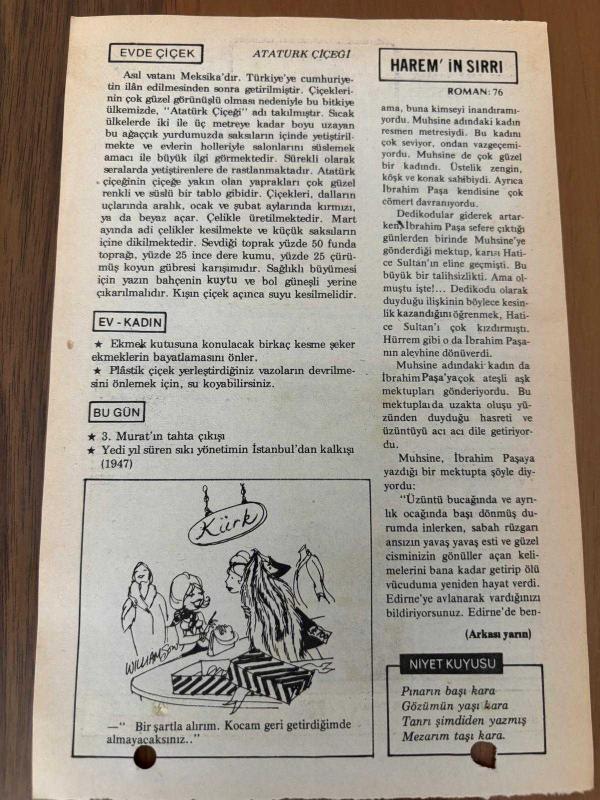 EVDE ÇİÇEK
ATATÜRK ÇİÇEĞİ
Asıl vatanı Meksika'dır. Türkiye'ye cumhuriye-
tin ilân edilmesinden sonra getirilmiştir. Çiçekleri-
nin çok güzel görünüşlü olması nedeniyle bu bitkiye
ülkemizde, "Atatürk Çiçeği" adı takılmıştır. Sıcak
ülkelerde iki ile üç metreye kadar boyu uzayan
bu ağaççık yurdumuzda saksıların içinde yetiştiril-
mekte ve evlerin holleriyle salonlarını süslemek
amacı ile büyük ilgi görmektedir. Sürekli olarak
seralarda yetiştirenlere de rastlanmaktadır. Atatürk
çiçeğinin çiçeğe yakın olan yaprakları çok güzel
renkli ve süslü bir tablo gibidir. Çiçekleri, dalların
uçlarında aralık, ocak ve şubat aylarında kırmızı,
ya da beyaz açar. Çelikle üretilmektedir. Mart
ayında adi çelikler kesilmekte ve küçük saksıların
içine dikilmektedir. Sevdiği toprak yüzde 50 funda
toprağı, yüzde 25 ince dere kumu, yüzde 25 çürü-
müş koyun gübresi karışımıdır. Sağlıklı büyümesi
için yazın bahçenin kuytu ve bol güneşli yerine
çıkarılmalıdır. Kışın çiçek açınca suyu kesilmelidir.
EV - KADIN
★ Ekmek kutusuna konulacak birkaç kesme şeker
ekmeklerin bayatlamasını önler.
★ Plâstik çiçek yerleştirdiğiniz vazoların devrilme-
sini önlemek için, su koyabilirsiniz.
BU GÜN
★ 3. Murat'ın tahta çıkışı
★ Yedi yıl süren sıkı yönetimin İstanbul'dan kalkışı
(1947)
Kürk
WILLIAMSON
—" Bir şartla alırım. Kocam geri getirdiğimde
almayacaksınız.."
HAREM' İN SIRRI
ROMAN: 76
ama, buna kimseyi inandıramı-
yordu. Muhsine adındaki kadın
resmen metresiydi. Bu kadını
çok seviyor, ondan vazgeçemi-
yordu. Muhsine de çok güzel
bir kadındı. Üstelik zengin,
köşk ve konak sahibiydi. Ayrıca
İbrahim Paşa kendisine çok
cömert davranıyordu.
Dedikodular giderek artar-
ken, İbrahim Paşa sefere çıktığı
günlerden birinde Muhsine'ye
gönderdiği mektup, karısı Hati-
ce Sultan'ın eline geçmişti. Bu
büyük bir talihsizlikti. Ama ol-
muştu işte!... Dedikodu olarak
duyduğu ilişkinin böylece kesin-
lik kazandığını öğrenmek, Hati-
ce Sultan'ı çok kızdırmıştı.
Hürrem gibi o da İbrahim Paşa-
nın aleyhine dönüverdi.
Muhsine adındaki kadın da
İbrahim Paşa'ya çok ateşli aşk
mektupları gönderiyordu. Bu
mektuplarda uzakta oluşu yü-
zünden duyduğu hasreti ve
üzüntüyü acı acı dile getiriyor-
du.
Muhsine, İbrahim Paşaya
yazdığı bir mektupta şöyle di-
yordu:
"Üzüntü bucağında ve ayrı-
lık ocağında başı dönmüş du-
rumda inlerken, sabah rüzgarı
ansızın yavaş yavaş esti ve güzel
cisminizin gönüller açan keli-
melerini bana kadar getirip ölü
vücuduma yeniden hayat verdi.
Edirne'ye avlanarak vardığınızı
bildiriyorsunuz. Edirne'de ben-
(Arkası yarın)
NİYET KUYUSU
Pınarın başı kara
Gözümün yaşı kara
Tanrı şimdiden yazmış
Mezarım taşı kara.